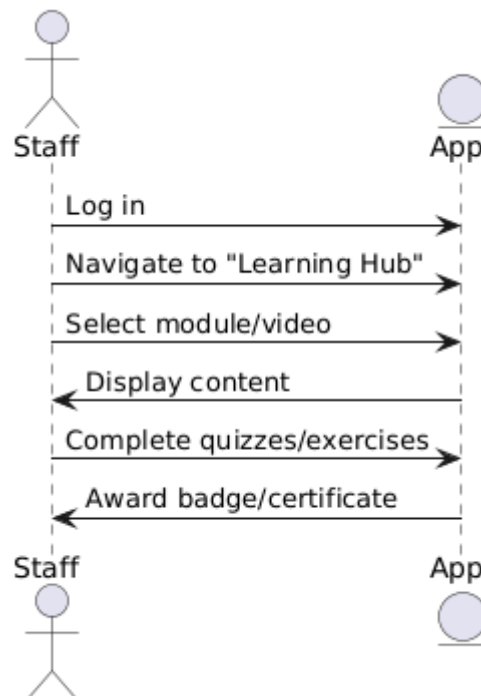 Staff
App
Log in
Navigate to "Learning Hub"
Select module/video
Display content
Complete quizzes/exercises
Award badge/certificate
Staff
App